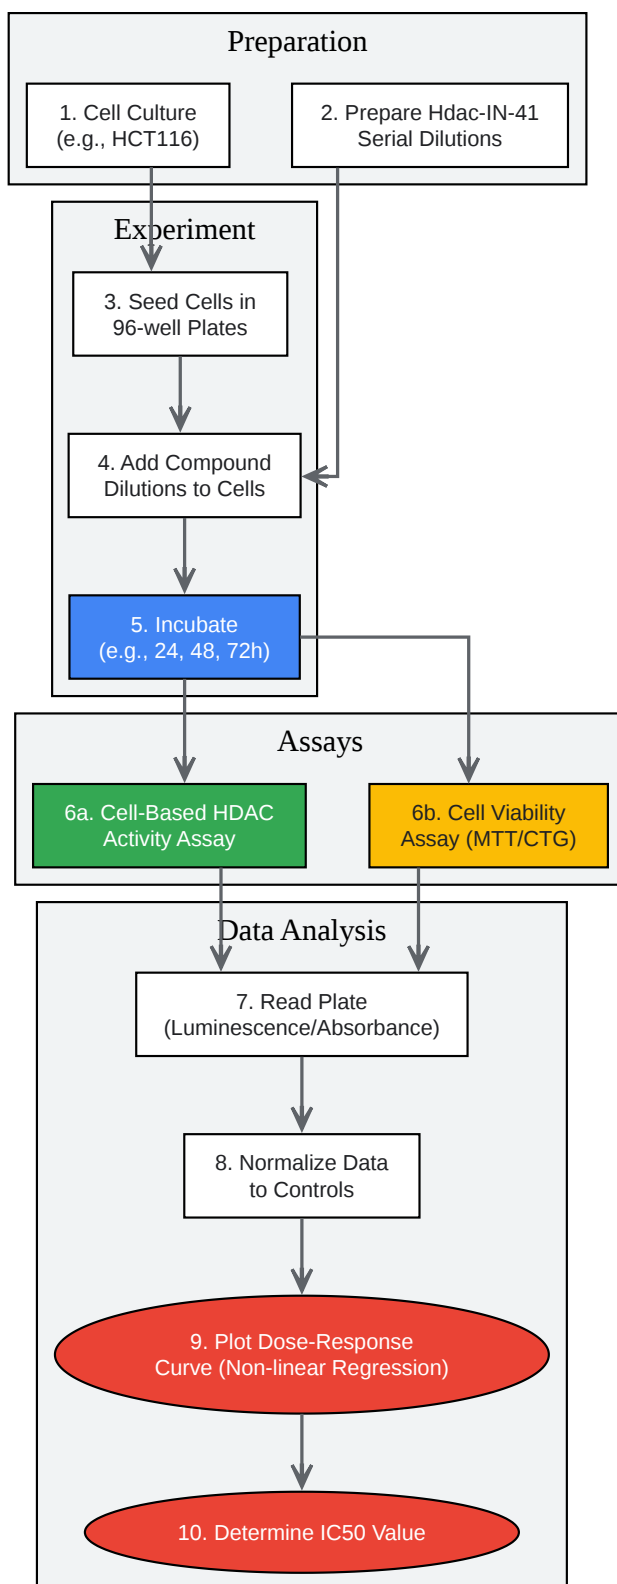 Preparation
1. Cell Culture
(e.g., HCT116)
2. Prepare Hdac-IN-41
Serial Dilutions
Experiment
3. Seed Cells in
96-well Plates
4. Add Compound
Dilutions to Cells
5. Incubate
(e.g., 24, 48, 72h)
Assays
6a. Cell-Based HDAC
Activity Assay
6b. Cell Viability
Assay (MTT/CTG)
Data Analysis
7. Read Plate
(Luminescence/Absorbance)
8. Normalize Data
to Controls
9. Plot Dose-Response
Curve (Non-linear Regression)
10. Determine IC50 Value